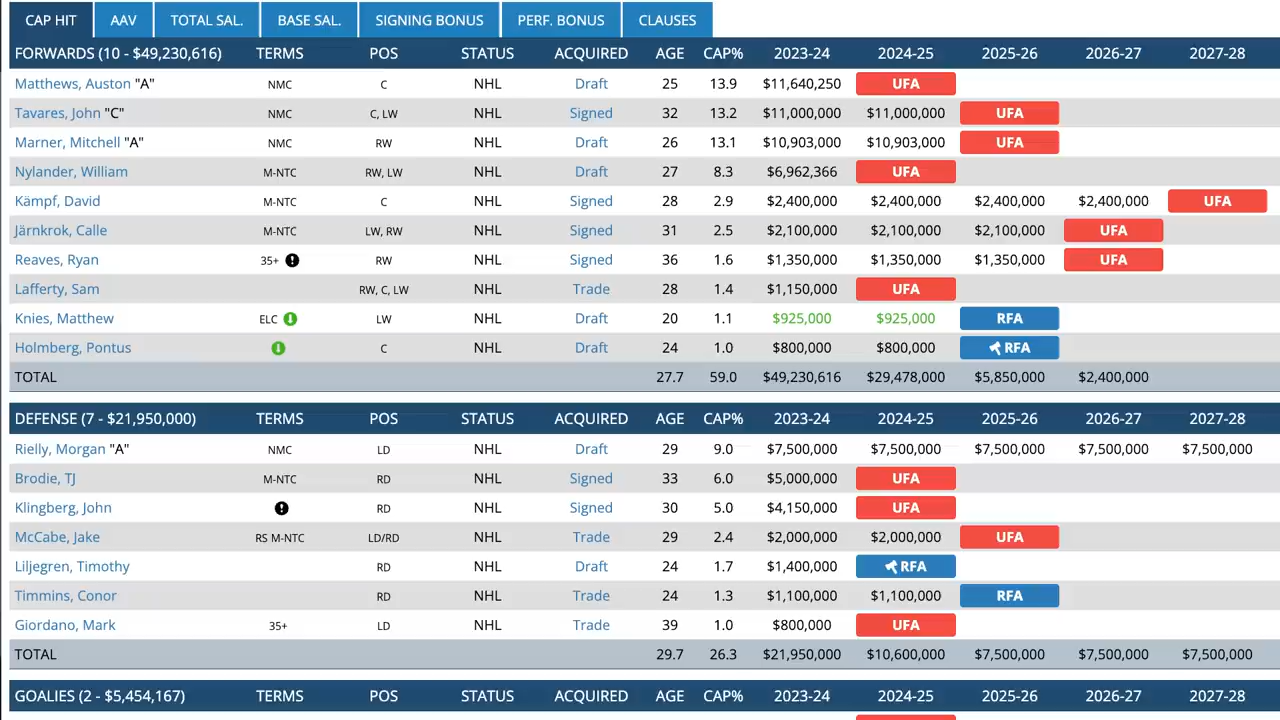 CAP HIT AAV TOTAL SAL. BASE SAL. SIGNING BONUS PERF. BONUS CLAUSES
FORWARDS (10 - $49,230,616) TERMS POS STATUS ACQUIRED AGE CAP% 2023-24 2024-25 2025-26 2026-27 2027-28
Matthews, Auston "A" NMC C NHL Draft 25 13.9 $11,640,250 UFA
Tavares, John "C" NMC C, LW NHL Signed 32 13.2 $11,000,000 $11,000,000 UFA
Marner, Mitchell "A" NMC RW NHL Draft 26 13.1 $10,903,000 $10,903,000 UFA
Nylander, William M-NTC RW, LW NHL Draft 27 8.3 $6,962,366 UFA
Kämpf, David M-NTC C NHL Signed 28 2.9 $2,400,000 $2,400,000 $2,400,000 $2,400,000 UFA
Järnkrok, Calle M-NTC LW, RW NHL Signed 31 2.5 $2,100,000 $2,100,000 $2,100,000 UFA
Reaves, Ryan 35+ RW NHL Signed 36 1.6 $1,350,000 $1,350,000 $1,350,000 UFA
Lafferty, Sam RW, C, LW NHL Trade 28 1.4 $1,150,000 UFA
Knies, Matthew ELC LW NHL Draft 20 1.1 $925,000 $925,000 RFA
Holmberg, Pontus C NHL Draft 24 1.0 $800,000 $800,000 RFA
TOTAL 27.7 59.0 $49,230,616 $29,478,000 $5,850,000 $2,400,000
DEFENSE (7 - $21,950,000) TERMS POS STATUS ACQUIRED AGE CAP% 2023-24 2024-25 2025-26 2026-27 2027-28
Rielly, Morgan "A" NMC LD NHL Draft 29 9.0 $7,500,000 $7,500,000 $7,500,000 $7,500,000 $7,500,000
Brodie, TJ M-NTC RD NHL Signed 33 6.0 $5,000,000 UFA
Klingberg, John RD NHL Signed 30 5.0 $4,150,000 UFA
McCabe, Jake RS M-NTC LD/RD NHL Trade 29 2.4 $2,000,000 $2,000,000 UFA
Liljegren, Timothy RD NHL Draft 24 1.7 $1,400,000 RFA
Timmins, Conor RD NHL Trade 24 1.3 $1,100,000 $1,100,000 RFA
Giordano, Mark 35+ LD NHL Trade 39 1.0 $800,000 UFA
TOTAL 29.7 26.3 $21,950,000 $10,600,000 $7,500,000 $7,500,000 $7,500,000
GOALIES (2 - $5,454,167) TERMS POS STATUS ACQUIRED AGE CAP% 2023-24 2024-25 2025-26 2026-27 2027-28